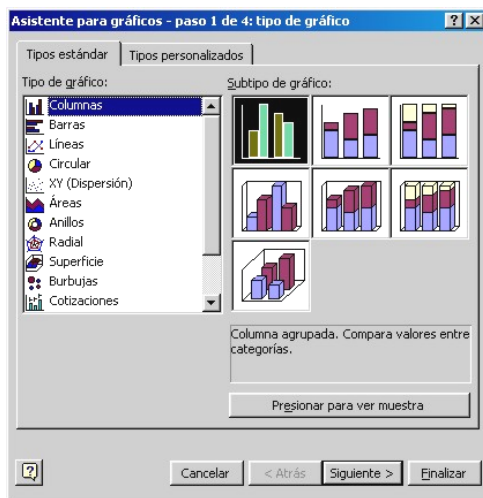 Asistente para gráficos - paso 1 de 4: tipo de gráfico
Tipos estándar
Tipos personalizados
Tipo de gráfico:
Columnas
Barras
Líneas
Circular
XY (Dispersión)
Áreas
Anillos
Radial
Superficie
Burbujas
Cotizaciones
Subtipo de gráfico:
Columna agrupada. Compara valores entre
categorías.
Presionar para ver muestra
Cancelar
< Atrás
Siguiente >
Finalizar